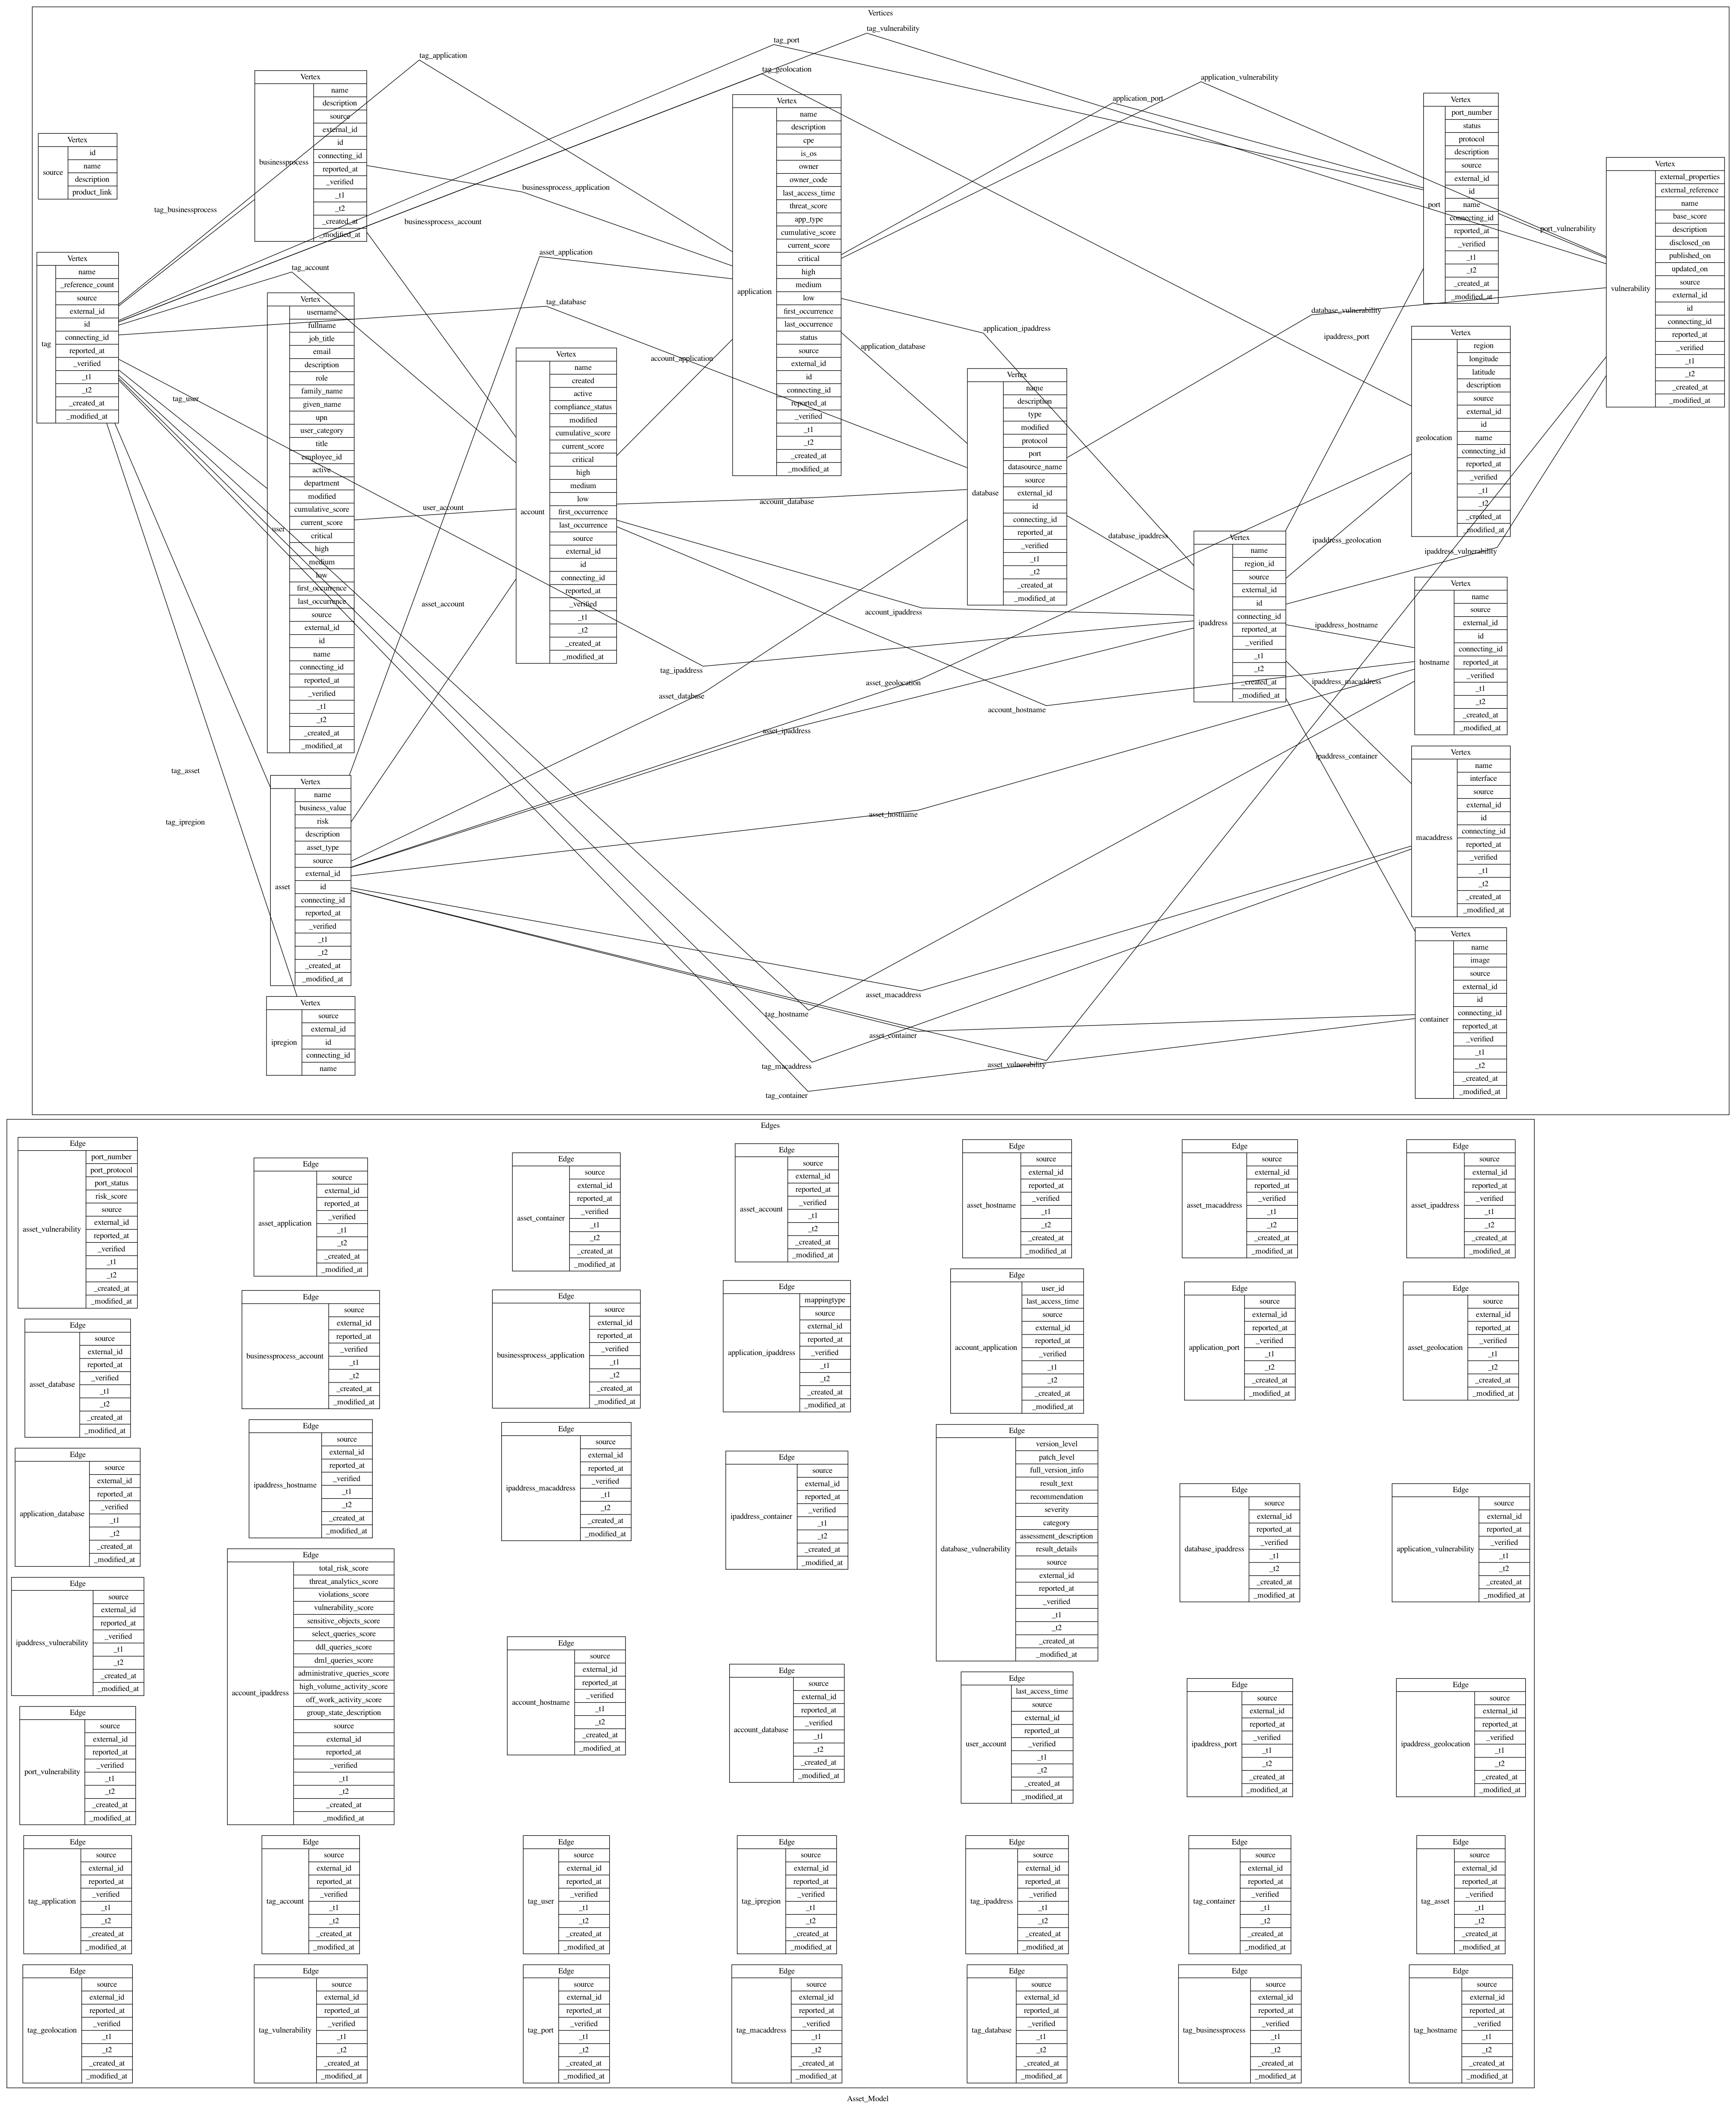 Vertices
tag_vulnerability
tag_port
tag_application
tag_geolocation
application_vulnerability
application_port
Vertex
source
id
name
description
product_link
Vertex
businessprocess
name
description
source
external_id
id
connecting_id
reported_at
_verified
_t1
_t2
_created_at
_modified_at
Vertex
application
name
description
cpe
is_os
owner
owner_code
last_access_time
threat_score
app_type
cumulative_score
current_score
critical
high
medium
low
first_occurrence
last_occurrence
status
source
external_id
id
connecting_id
reported_at
_verified
_t1
_t2
_created_at
_modified_at
Vertex
port
port_number
status
protocol
description
source
external_id
id
name
connecting_id
reported_at
_verified
_t1
_t2
_created_at
_modified_at
Vertex
vulnerability
external_properties
external_reference
name
base_score
description
disclosed_on
published_on
updated_on
source
external_id
id
connecting_id
reported_at
_verified
_t1
_t2
_created_at
_modified_at
tag_businessprocess
businessprocess_application
businessprocess_account
port_vulnerability
asset_application
tag_account
tag_database
Vertex
tag
name
_reference_count
source
external_id
id
connecting_id
reported_at
_verified
_t1
_t2
_created_at
_modified_at
Vertex
user
username
fullname
job_title
email
description
role
family_name
given_name
upn
user_category
title
employee_id
active
department
modified
cumulative_score
current_score
critical
high
medium
low
first_occurrence
last_occurrence
source
external_id
id
name
connecting_id
reported_at
_verified
_t1
_t2
_created_at
_modified_at
Vertex
account
name
created
active
compliance_status
modified
cumulative_score
current_score
critical
high
medium
low
first_occurrence
last_occurrence
source
external_id
id
connecting_id
reported_at
_verified
_t1
_t2
_created_at
_modified_at
database_vulnerability
application_ipaddress
ipaddress_port
application_database
account_application
Vertex
database
name
description
type
modified
protocol
port
datasource_name
source
external_id
id
connecting_id
reported_at
_verified
_t1
_t2
_created_at
_modified_at
Vertex
geolocation
region
longitude
latitude
description
source
external_id
id
name
connecting_id
reported_at
_verified
_t1
_t2
_created_at
_modified_at
tag_user
user_account
account_database
database_ipaddress
ipaddress_geolocation
ipaddress_vulnerability
Vertex
ipaddress
name
region_id
source
external_id
id
connecting_id
reported_at
_verified
_t1
_t2
_created_at
_modified_at
Vertex
hostname
name
source
external_id
id
connecting_id
reported_at
_verified
_t1
_t2
_created_at
_modified_at
asset_account
account_ipaddress
ipaddress_hostname
tag_ipaddress
asset_geolocation
ipaddress_macaddress
asset_database
account_hostname
asset_ipaddress
ipaddress_container
tag_asset
asset_hostname
tag_ipregion
Vertex
macaddress
name
interface
source
external_id
id
connecting_id
reported_at
_verified
_t1
_t2
_created_at
_modified_at
Vertex
asset
name
business_value
risk
description
asset_type
source
external_id
id
connecting_id
reported_at
_verified
_t1
_t2
_created_at
_modified_at
Vertex
container
name
image
source
external_id
id
connecting_id
reported_at
_verified
_t1
_t2
_created_at
_modified_at
Vertex
ipregion
source
external_id
id
connecting_id
name
asset_macaddress
tag_hostname
asset_container
tag_macaddress
asset_vulnerability
tag_container
Edges
Edge
asset_vulnerability
port_number
port_protocol
port_status
risk_score
source
external_id
reported_at
_verified
_t1
_t2
_created_at
_modified_at
Edge
asset_application
source
external_id
reported_at
_verified
_t1
_t2
_created_at
_modified_at
Edge
asset_container
source
external_id
reported_at
_verified
_t1
_t2
_created_at
_modified_at
Edge
asset_account
source
external_id
reported_at
_verified
_t1
_t2
_created_at
_modified_at
Edge
asset_hostname
source
external_id
reported_at
_verified
_t1
_t2
_created_at
_modified_at
Edge
asset_macaddress
source
external_id
reported_at
_verified
_t1
_t2
_created_at
_modified_at
Edge
asset_ipaddress
source
external_id
reported_at
_verified
_t1
_t2
_created_at
_modified_at
Edge
asset_database
source
external_id
reported_at
_verified
_t1
_t2
_created_at
_modified_at
Edge
businessprocess_account
source
external_id
reported_at
_verified
_t1
_t2
_created_at
_modified_at
Edge
businessprocess_application
source
external_id
reported_at
_verified
_t1
_t2
_created_at
_modified_at
Edge
application_ipaddress
mappingtype
source
external_id
reported_at
_verified
_t1
_t2
_created_at
_modified_at
Edge
account_application
user_id
last_access_time
source
external_id
reported_at
_verified
_t1
_t2
_created_at
_modified_at
Edge
application_port
source
external_id
reported_at
_verified
_t1
_t2
_created_at
_modified_at
Edge
asset_geolocation
source
external_id
reported_at
_verified
_t1
_t2
_created_at
_modified_at
Edge
application_database
source
external_id
reported_at
_verified
_t1
_t2
_created_at
_modified_at
Edge
ipaddress_hostname
source
external_id
reported_at
_verified
_t1
_t2
_created_at
_modified_at
Edge
ipaddress_macaddress
source
external_id
reported_at
_verified
_t1
_t2
_created_at
_modified_at
Edge
ipaddress_container
source
external_id
reported_at
_verified
_t1
_t2
_created_at
_modified_at
Edge
database_vulnerability
version_level
patch_level
full_version_info
result_text
recommendation
severity
category
assessment_description
result_details
source
external_id
reported_at
_verified
_t1
_t2
_created_at
_modified_at
Edge
database_ipaddress
source
external_id
reported_at
_verified
_t1
_t2
_created_at
_modified_at
Edge
application_vulnerability
source
external_id
reported_at
_verified
_t1
_t2
_created_at
_modified_at
Edge
ipaddress_vulnerability
source
external_id
reported_at
_verified
_t1
_t2
_created_at
_modified_at
Edge
account_ipaddress
total_risk_score
threat_analytics_score
violations_score
vulnerability_score
sensitive_objects_score
select_queries_score
ddl_queries_score
dml_queries_score
administrative_queries_score
high_volume_activity_score
off_work_activity_score
group_state_description
source
external_id
reported_at
_verified
_t1
_t2
_created_at
_modified_at
Edge
account_hostname
source
external_id
reported_at
_verified
_t1
_t2
_created_at
_modified_at
Edge
account_database
source
external_id
reported_at
_verified
_t1
_t2
_created_at
_modified_at
Edge
user_account
last_access_time
source
external_id
reported_at
_verified
_t1
_t2
_created_at
_modified_at
Edge
ipaddress_port
source
external_id
reported_at
_verified
_t1
_t2
_created_at
_modified_at
Edge
ipaddress_geolocation
source
external_id
reported_at
_verified
_t1
_t2
_created_at
_modified_at
Edge
port_vulnerability
source
external_id
reported_at
_verified
_t1
_t2
_created_at
_modified_at
Edge
tag_application
source
external_id
reported_at
_verified
_t1
_t2
_created_at
_modified_at
Edge
tag_account
source
external_id
reported_at
_verified
_t1
_t2
_created_at
_modified_at
Edge
tag_user
source
external_id
reported_at
_verified
_t1
_t2
_created_at
_modified_at
Edge
tag_ipregion
source
external_id
reported_at
_verified
_t1
_t2
_created_at
_modified_at
Edge
tag_ipaddress
source
external_id
reported_at
_verified
_t1
_t2
_created_at
_modified_at
Edge
tag_container
source
external_id
reported_at
_verified
_t1
_t2
_created_at
_modified_at
Edge
tag_asset
source
external_id
reported_at
_verified
_t1
_t2
_created_at
_modified_at
Edge
tag_geolocation
source
external_id
reported_at
_verified
_t1
_t2
_created_at
_modified_at
Edge
tag_vulnerability
source
external_id
reported_at
_verified
_t1
_t2
_created_at
_modified_at
Edge
tag_port
source
external_id
reported_at
_verified
_t1
_t2
_created_at
_modified_at
Edge
tag_macaddress
source
external_id
reported_at
_verified
_t1
_t2
_created_at
_modified_at
Edge
tag_database
source
external_id
reported_at
_verified
_t1
_t2
_created_at
_modified_at
Edge
tag_businessprocess
source
external_id
reported_at
_verified
_t1
_t2
_created_at
_modified_at
Edge
tag_hostname
source
external_id
reported_at
_verified
_t1
_t2
_created_at
_modified_at
Asset_Model